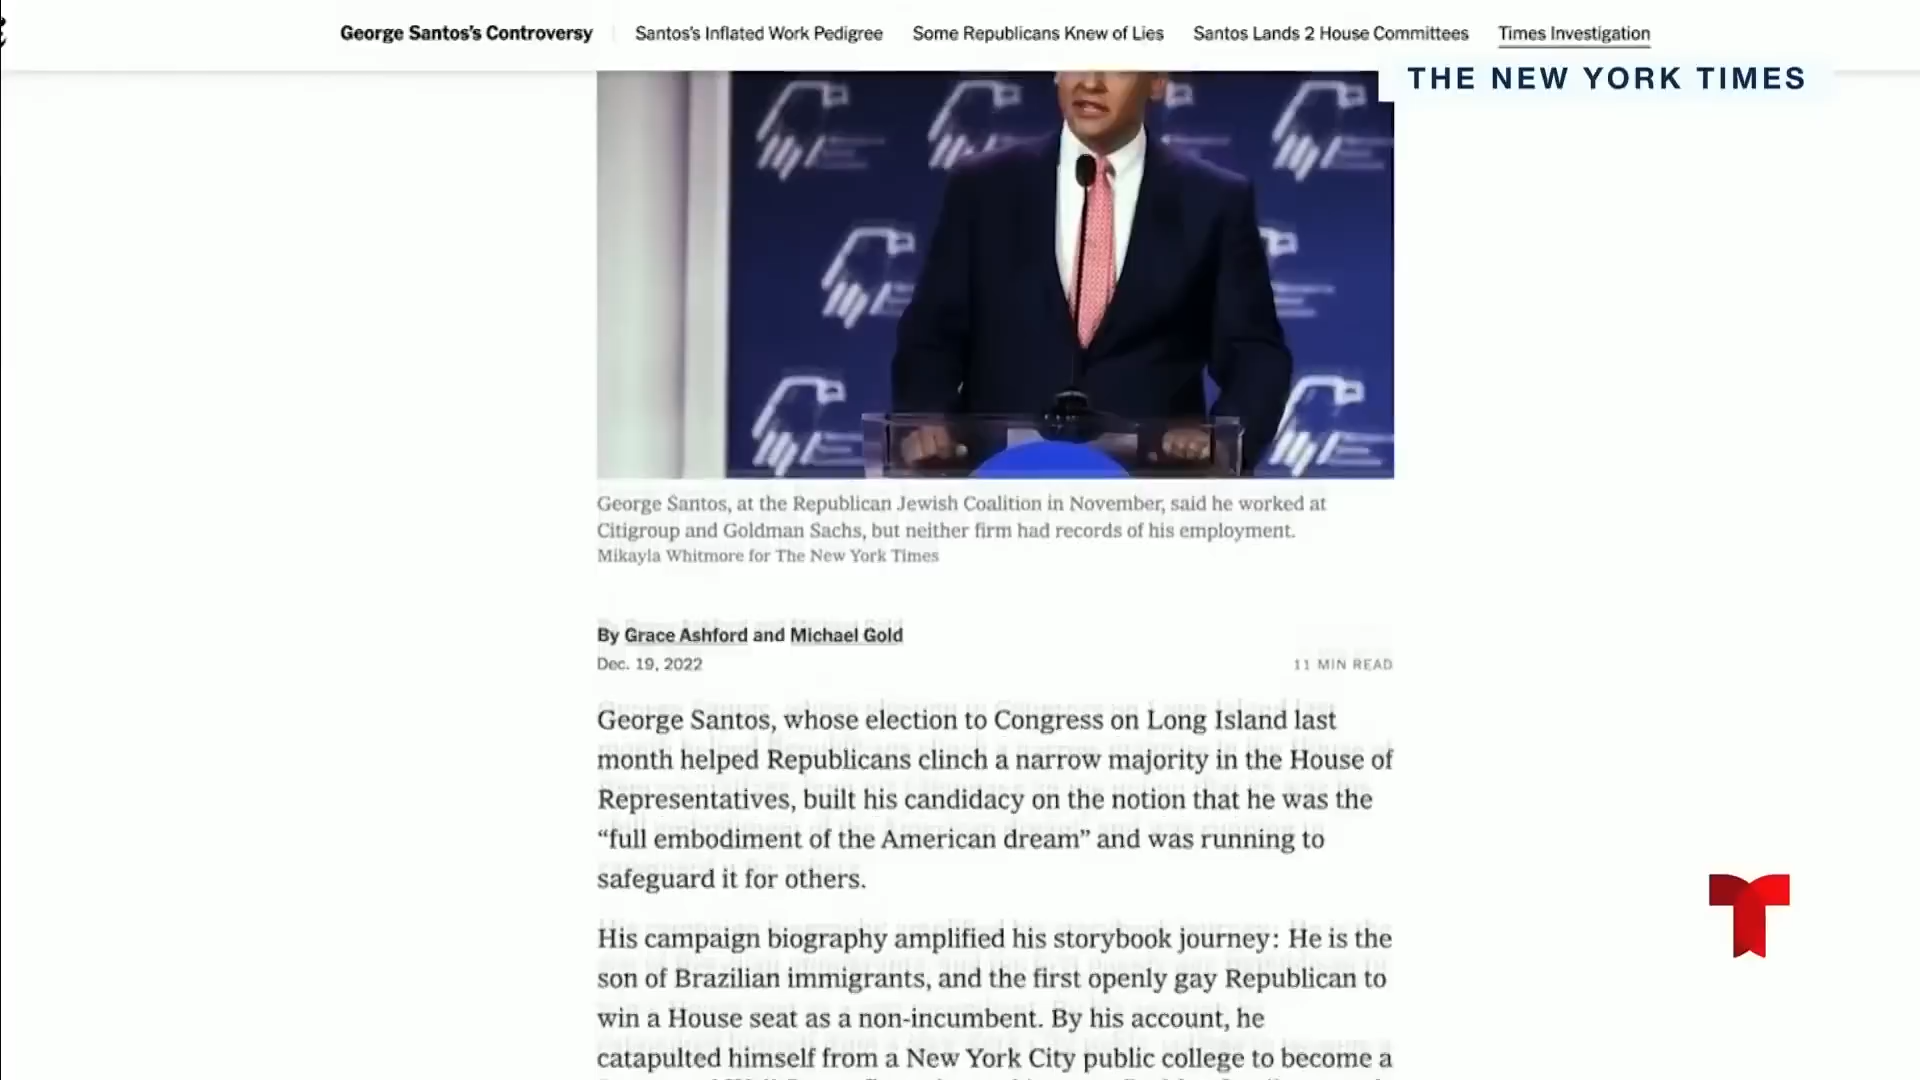 George Santos's Controversy
Santos's Inflated Work Pedigree
Some Republicans Knew of Lies
Santos Lands 2 House Committees
Times Investigation
THE NEW YORK TIMES
George Santos, at the Republican Jewish Coalition in November, said he worked at
Citigroup and Goldman Sachs, but neither firm had records of his employment.
Mikayla Whitmore for The New York Times
By Grace Ashford and Michael Gold
Dec. 19, 2022
11 MIN READ
George Santos, whose election to Congress on Long Island last
month helped Republicans clinch a narrow majority in the House of
Representatives, built his candidacy on the notion that he was the
“full embodiment of the American dream” and was running to
safeguard it for others.
His campaign biography amplified his storybook journey: He is the
son of Brazilian immigrants, and the first openly gay Republican to
win a House seat as a non-incumbent. By his account, he
catapulted himself from a New York City public college to become a